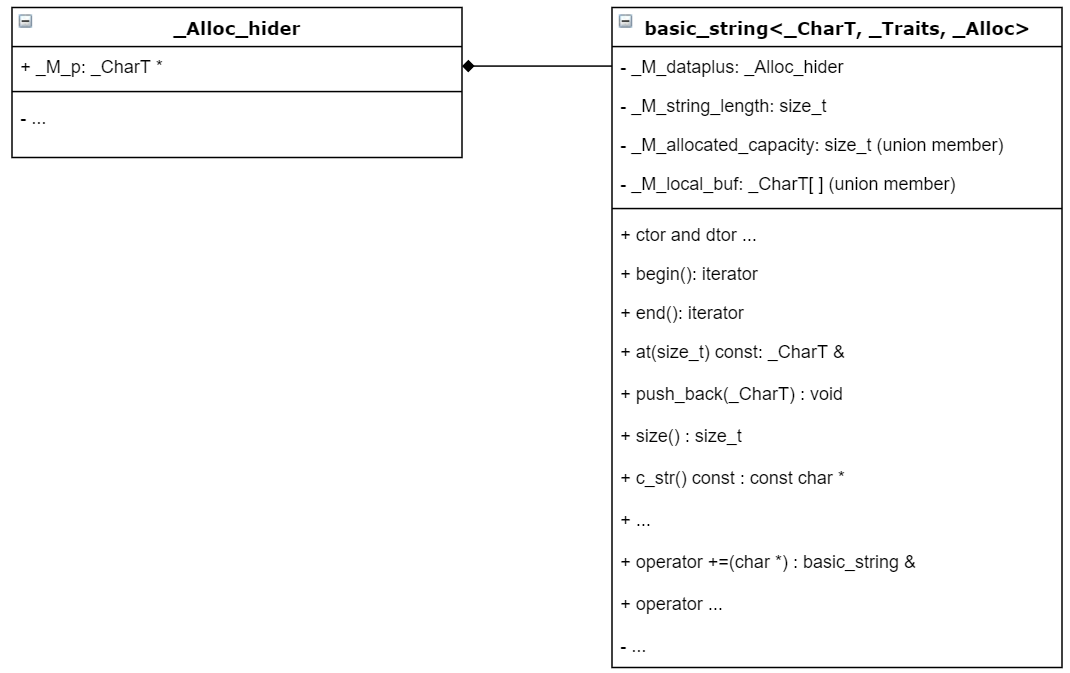 _Alloc_hider
+ _M_p: _CharT *
- ...
basic_string<_CharT, _Traits, _Alloc>
- _M_dataplus: _Alloc_hider
- _M_string_length: size_t
- _M_allocated_capacity: size_t (union member)
- _M_local_buf: _CharT[ ] (union member)
+ ctor and dtor ...
+ begin(): iterator
+ end(): iterator
+ at(size_t) const: _CharT &
+ push_back(_CharT) : void
+ size() : size_t
+ c_str() const : const char *
+ ...
+ operator +=(char *) : basic_string &
+ operator ...
- ...